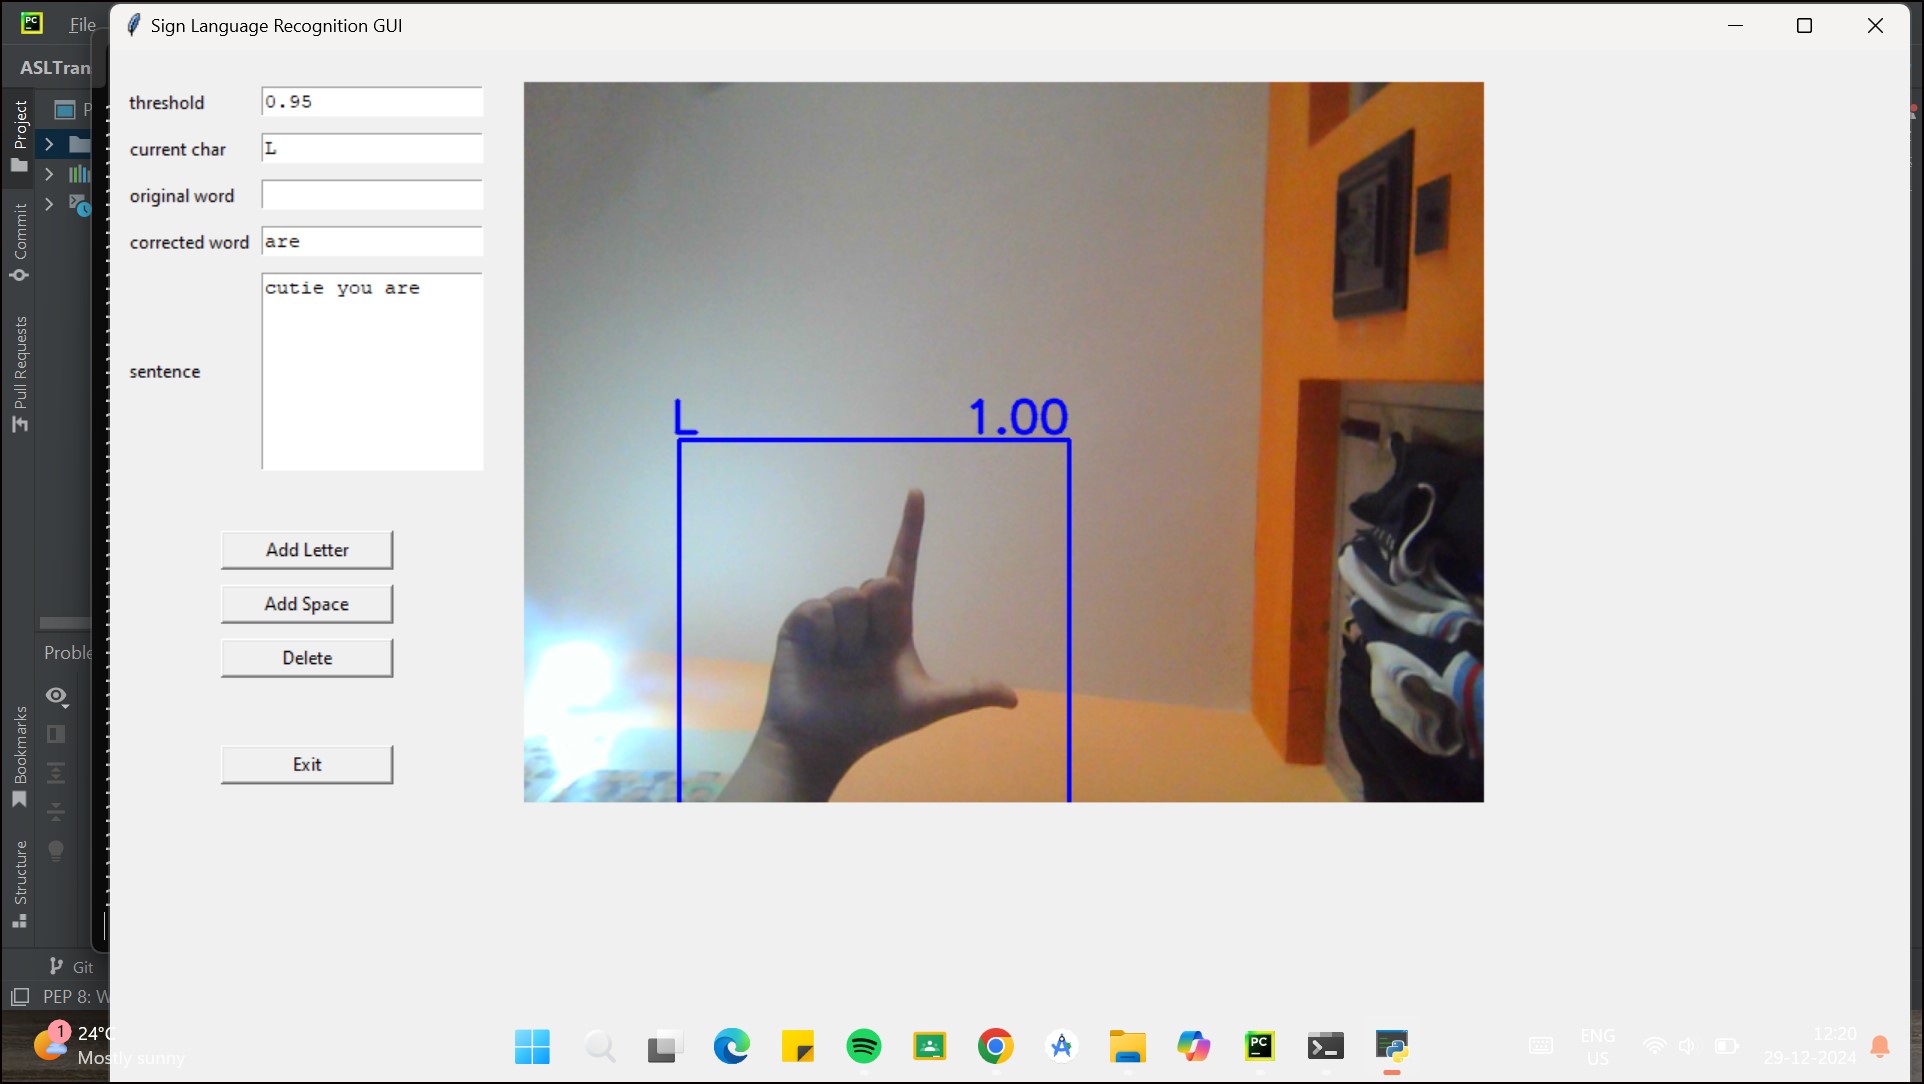 Sign Language Recognition GUI
File
ASLTran
Project
P
Commit
Pull Requests
Proble
Bookmarks
Structure
Git
PEP 8: W
threshold 0.95
current char L
original word
corrected word are
sentence cutie you are
Add Letter
Add Space
Delete
Exit
L 1.00
1
24°C
Mostly sunny
PC
PC
ENG
US
12:20
29-12-2024